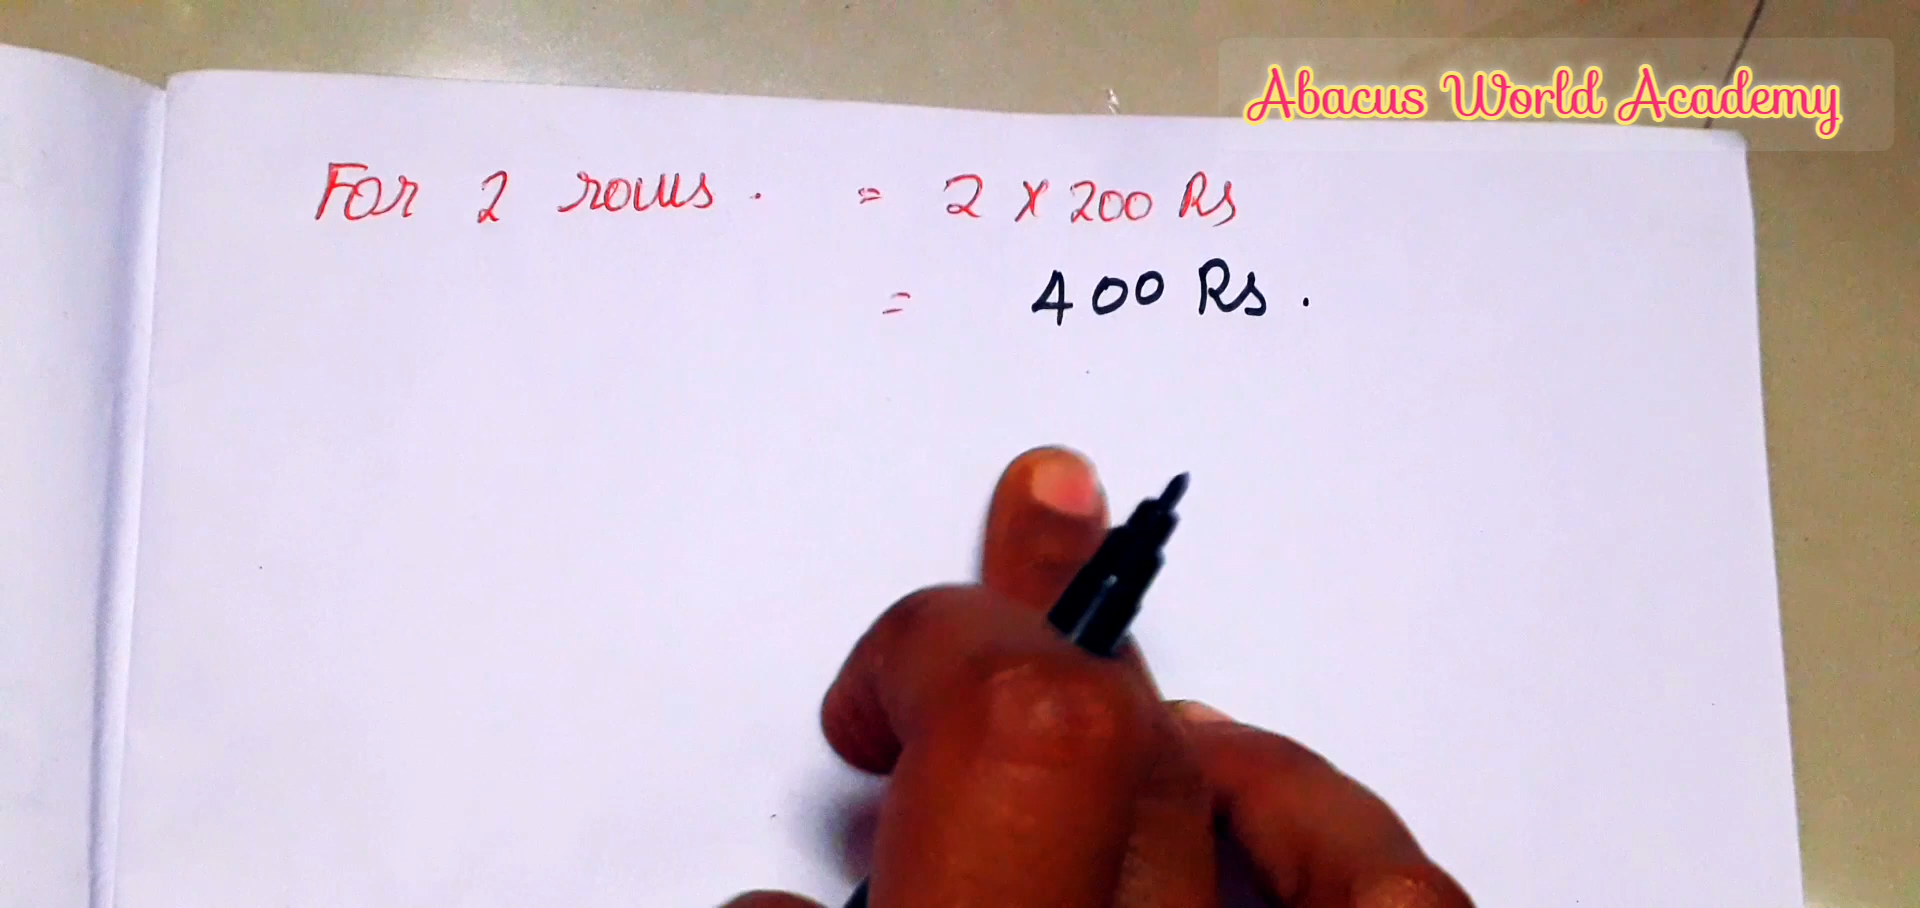 Abacus World Academy
For 2 rows. = 2 X 200 Rs
= 400 Rs.